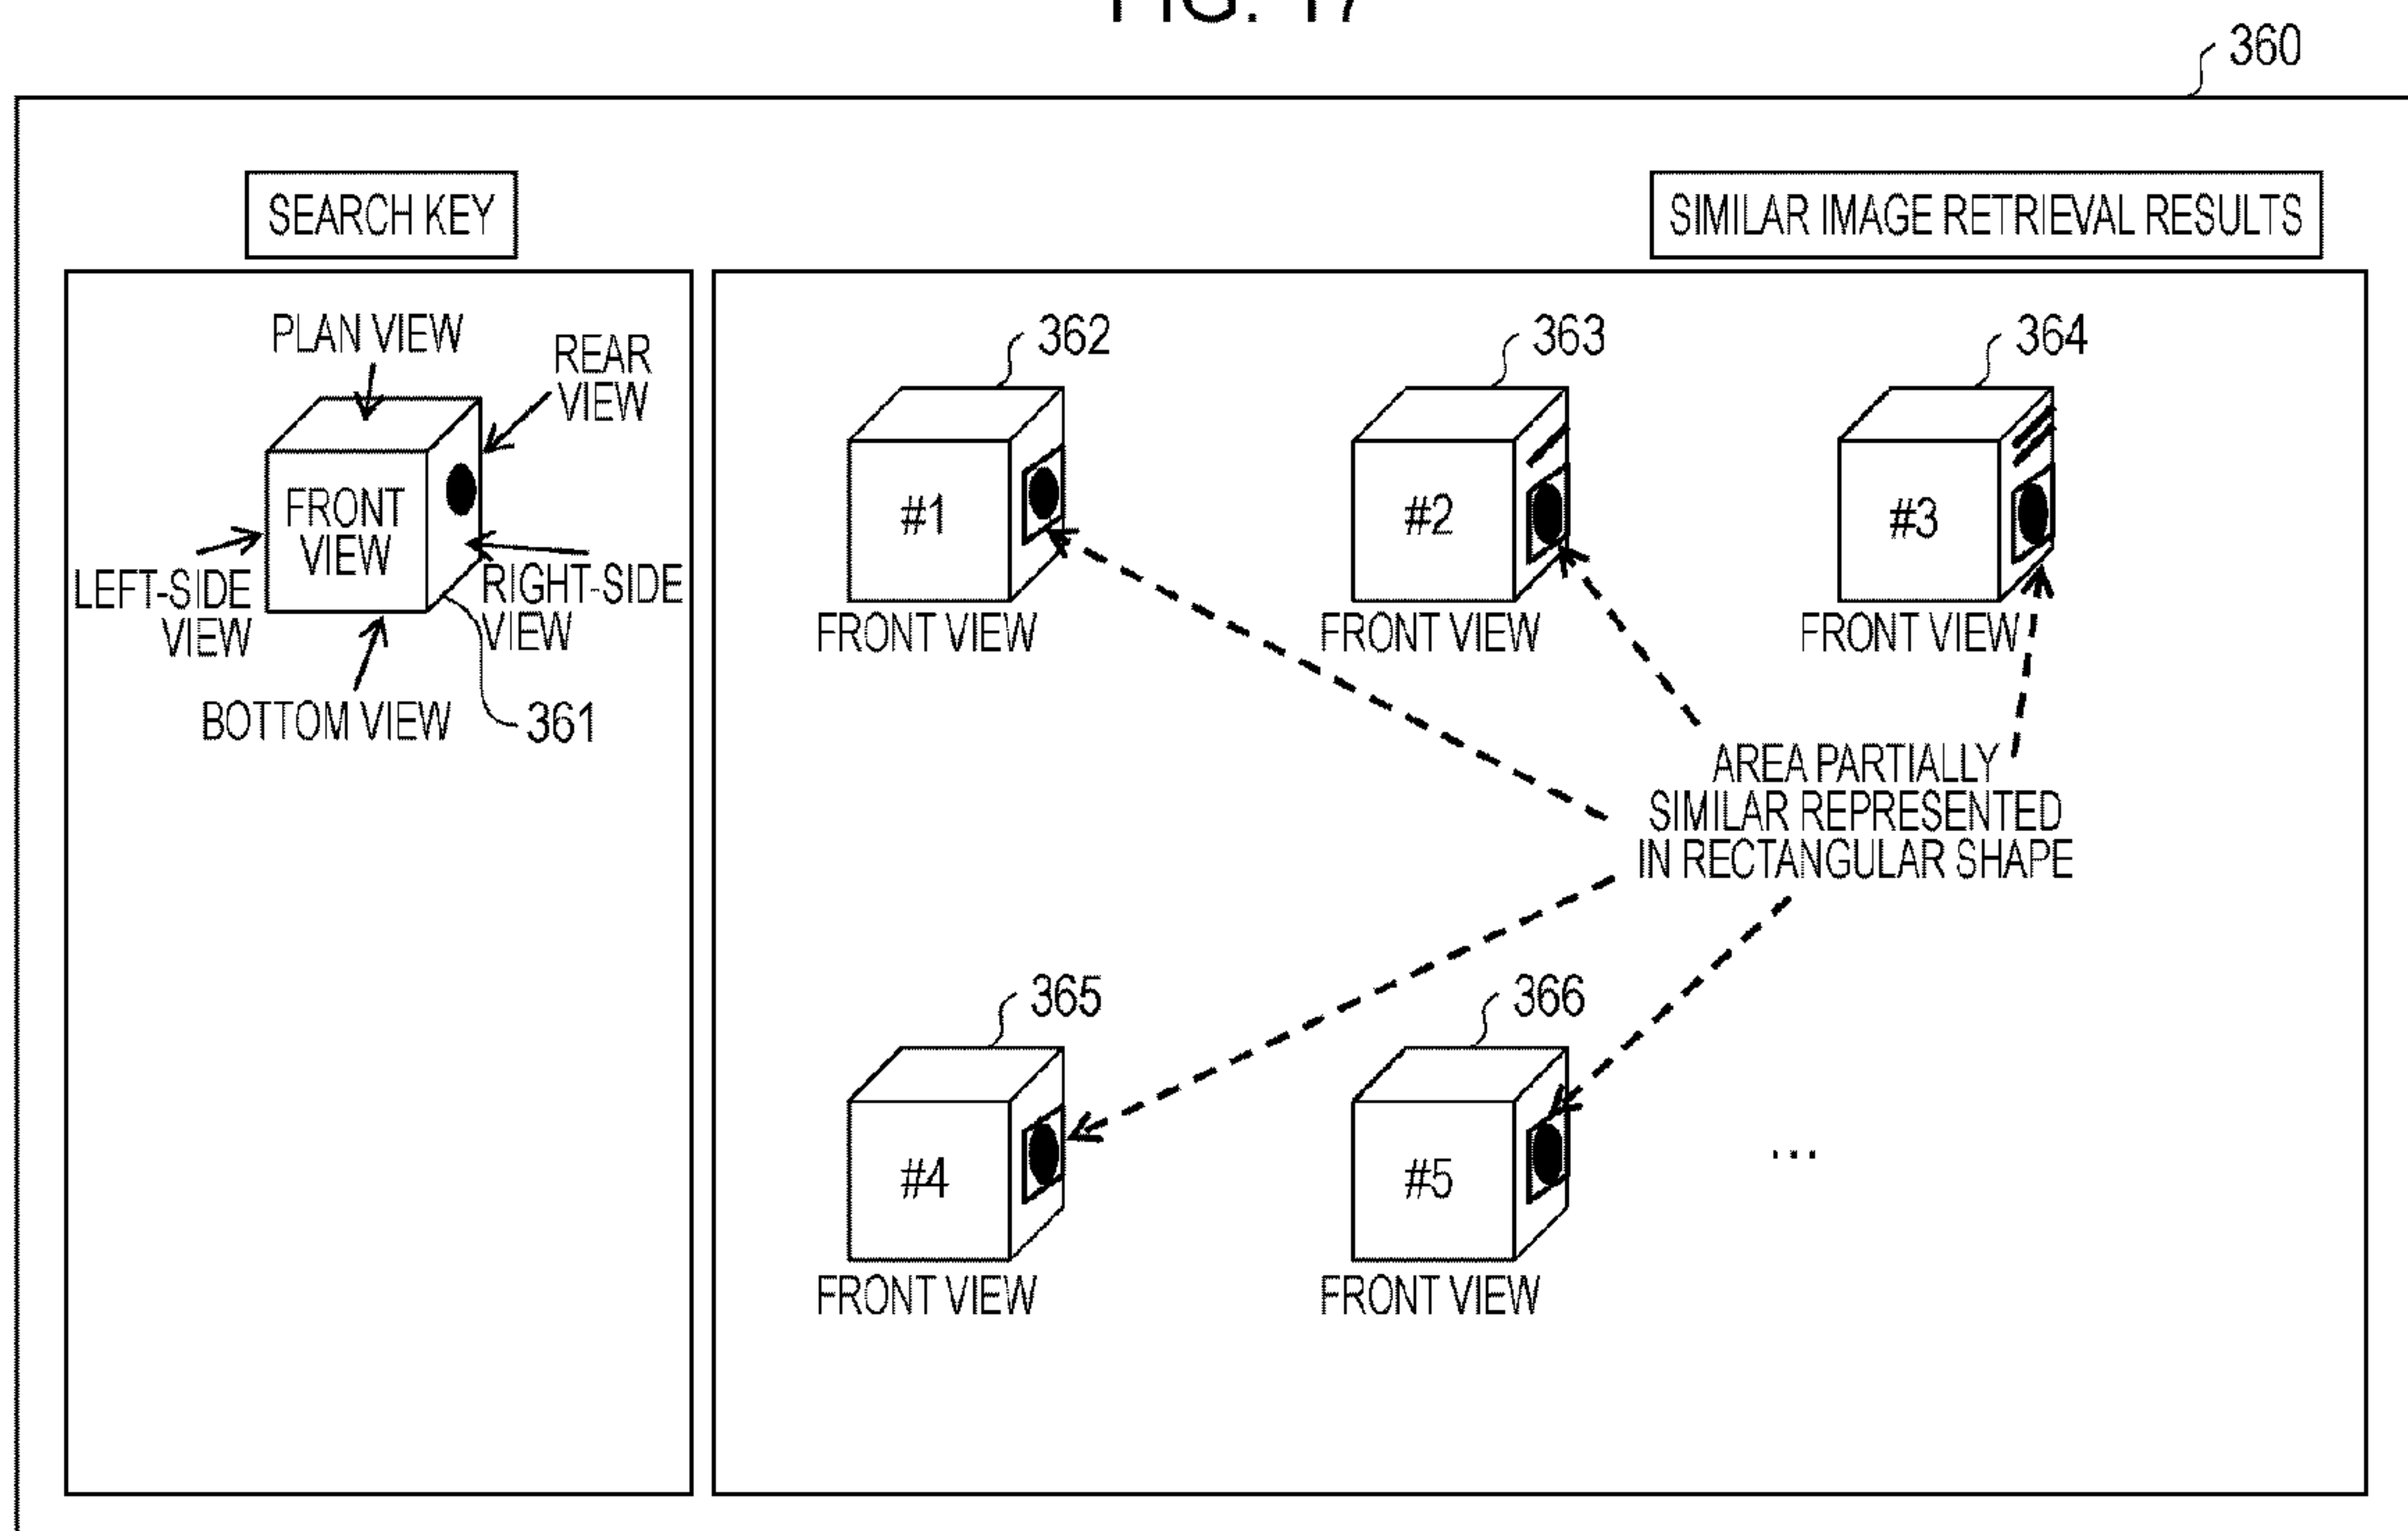 FIG. 17
360
SEARCH KEY
SIMILAR IMAGE RETRIEVAL RESULTS
PLAN VIEW
REAR
VIEW
FRONT
VIEW
LEFT-SIDE
VIEW
RIGHT-SIDE
VIEW
BOTTOM VIEW
361
362
363
364
#1
#2
#3
FRONT VIEW
FRONT VIEW
FRONT VIEW
AREA PARTIALLY
SIMILAR REPRESENTED
IN RECTANGULAR SHAPE
365
366
#4
#5
...
FRONT VIEW
FRONT VIEW